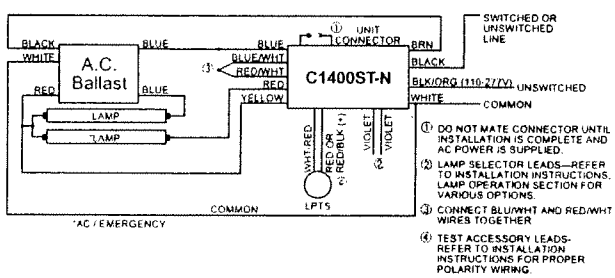 ① UNIT CONNECTOR
SWITCHED OR
UNSWITCHED
LINE
BLACK
WHITE
A.C.
Ballast
BLUE
BLUE
BLUE/WHT
③
RED/WHT
RED
YELLOW
C1400ST-N
BRN
BLACK
BLK/ORG (110-277V)
UNSWITCHED
WHITE
COMMON
RED
BLUE
LAMP
*LAMP
WHT-RED
RED OR
RED/BLK (+)
VIOLET
VIOLET
LPTS
COMMON
*AC / EMERGENCY
① DO NOT MATE CONNECTOR UNTIL
INSTALLATION IS COMPLETE AND
AC POWER IS SUPPLIED.
② LAMP SELECTOR LEADS—REFER
TO INSTALLATION INSTRUCTIONS,
LAMP OPERATION SECTION FOR
VARIOUS OPTIONS.
③ CONNECT BLU/WHT AND RED/WHT
WIRES TOGETHER
④ TEST ACCESSORY LEADS-
REFER TO INSTALLATION
INSTRUCTIONS FOR PROPER
POLARITY WIRING.